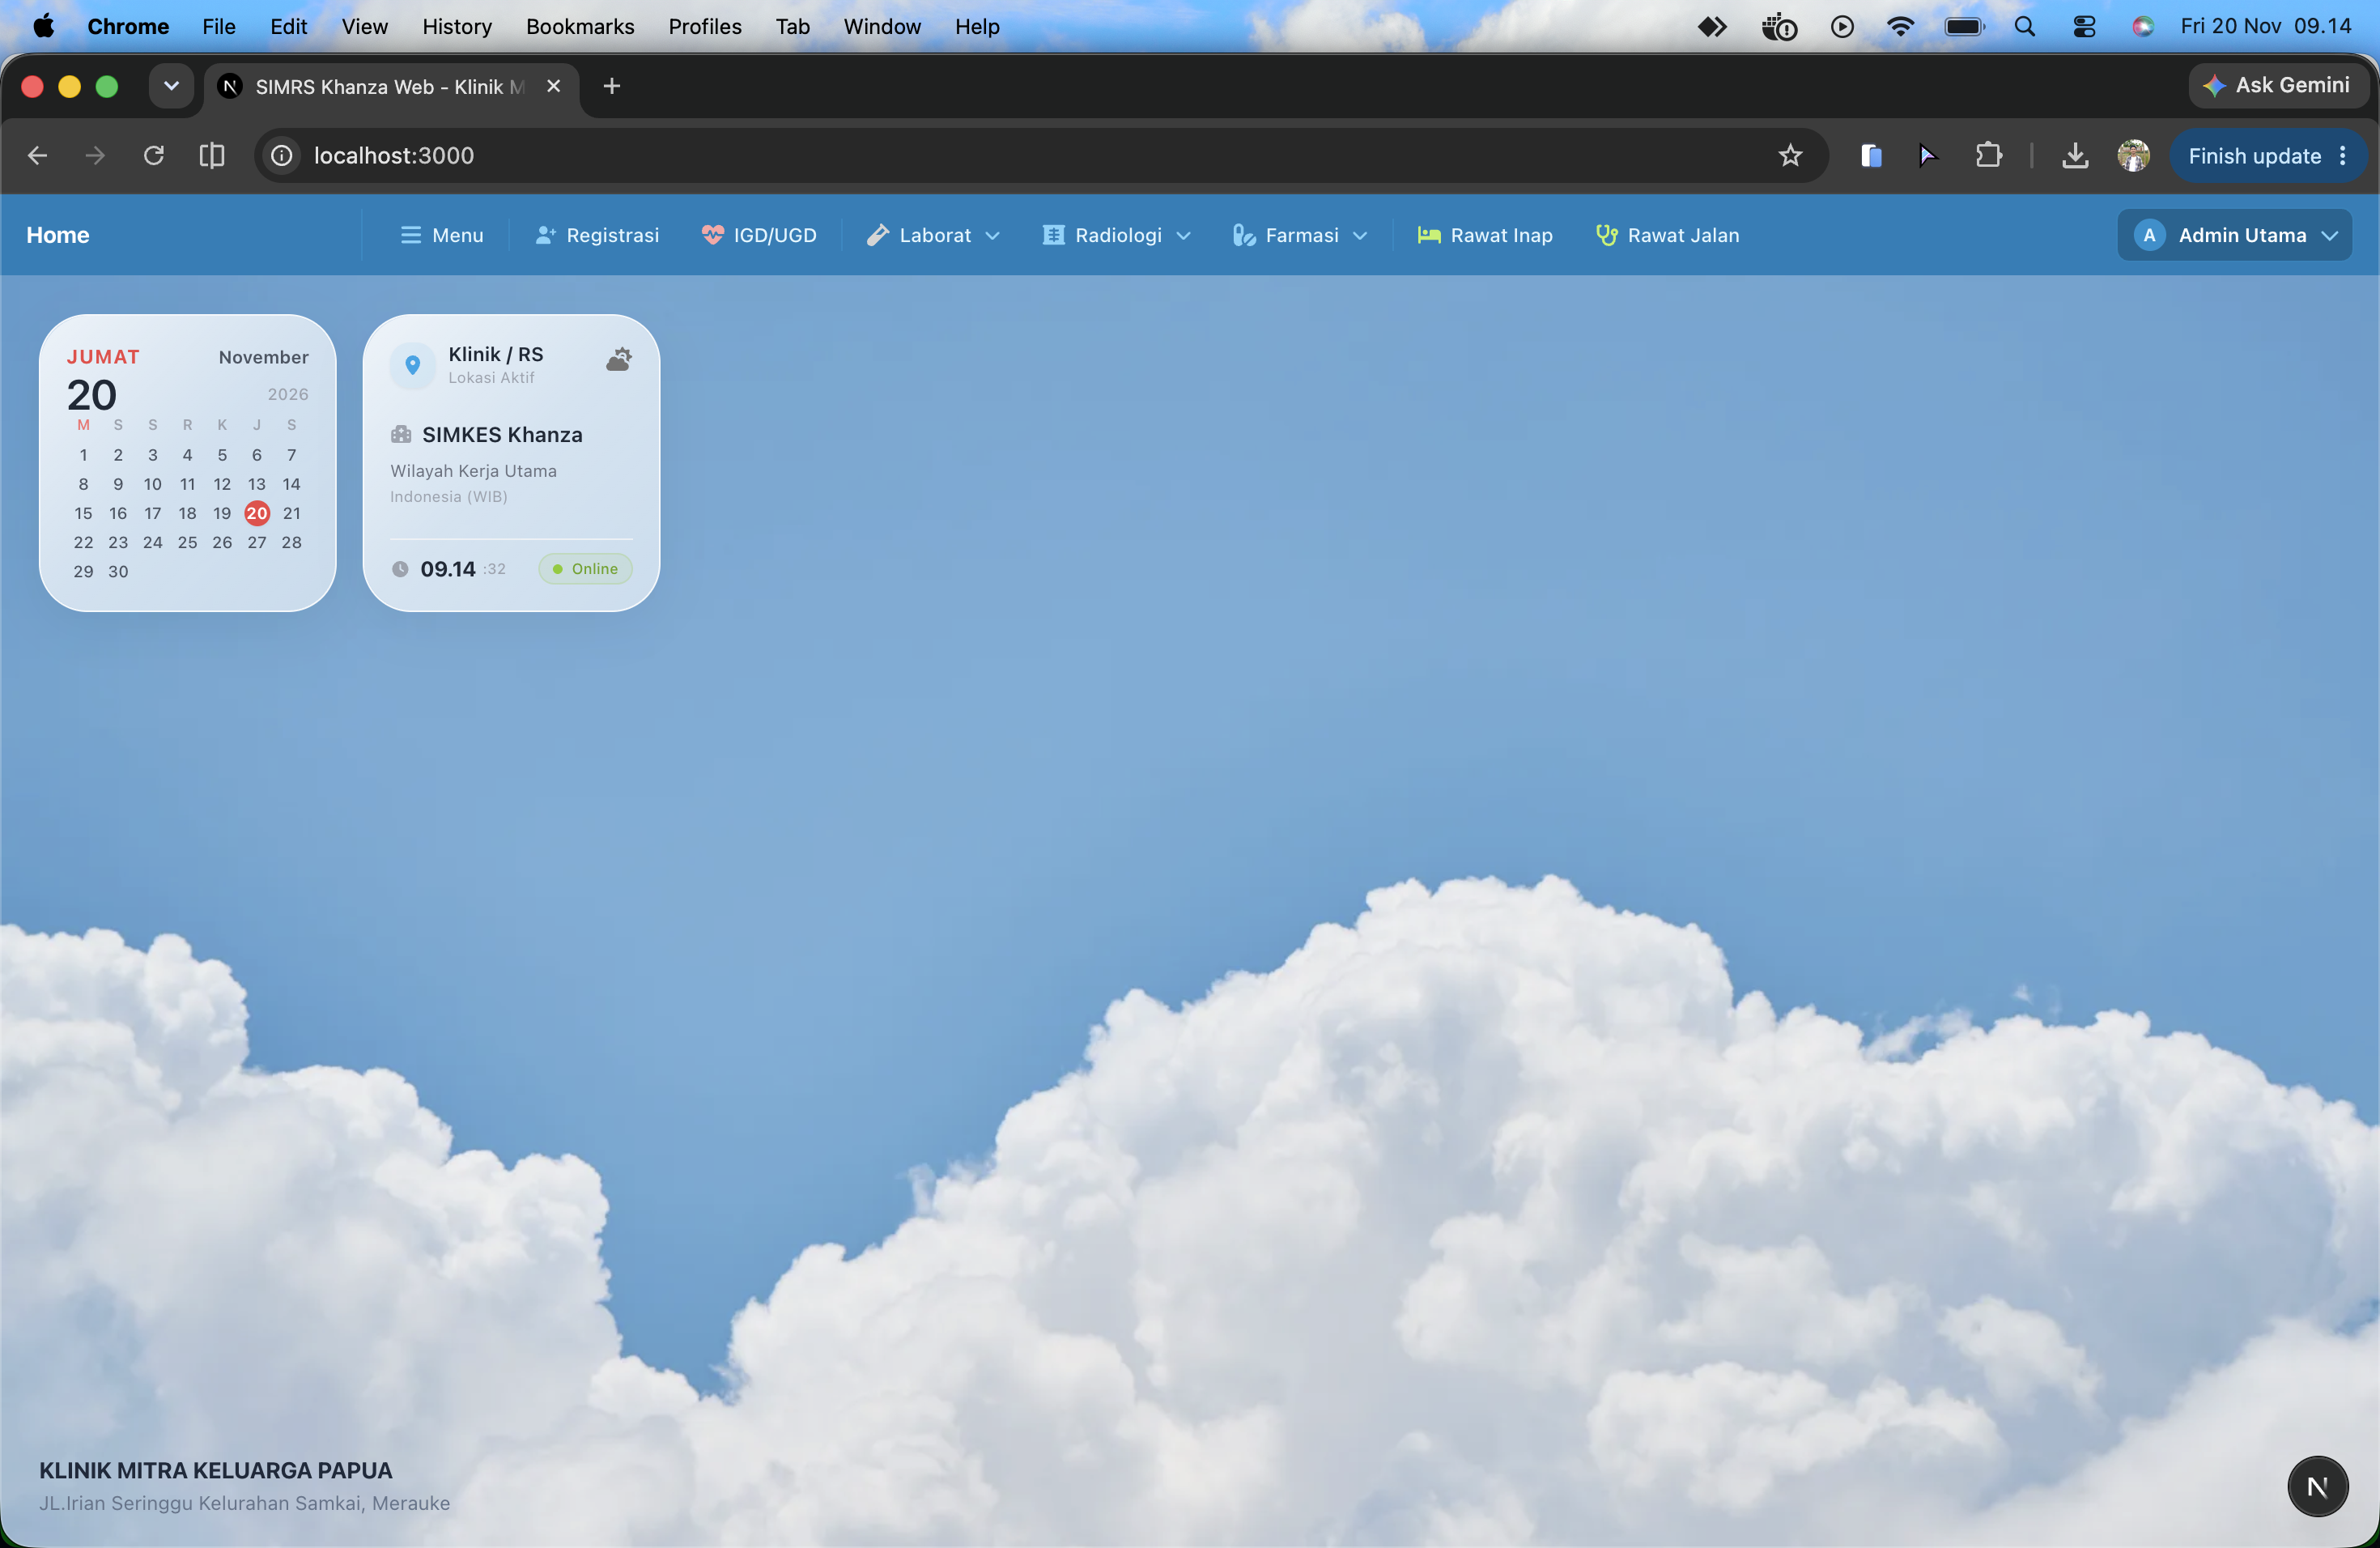 Chrome File Edit View History Bookmarks Profiles Tab Window Help Fri 20 Nov 09.14
SIMRS Khanza Web - Klinik M
Ask Gemini
localhost:3000
Finish update
Home Menu Registrasi IGD/UGD Laborat Radiologi Farmasi Rawat Inap Rawat Jalan A Admin Utama
JUMAT November
20 2026
M S S R K J S
1 2 3 4 5 6 7
8 9 10 11 12 13 14
15 16 17 18 19 20 21
22 23 24 25 26 27 28
29 30
Klinik / RS
Lokasi Aktif
SIMKES Khanza
Wilayah Kerja Utama
Indonesia (WIB)
09.14 :32 Online
KLINIK MITRA KELUARGA PAPUA
JL.Irian Seringgu Kelurahan Samkai, Merauke
N